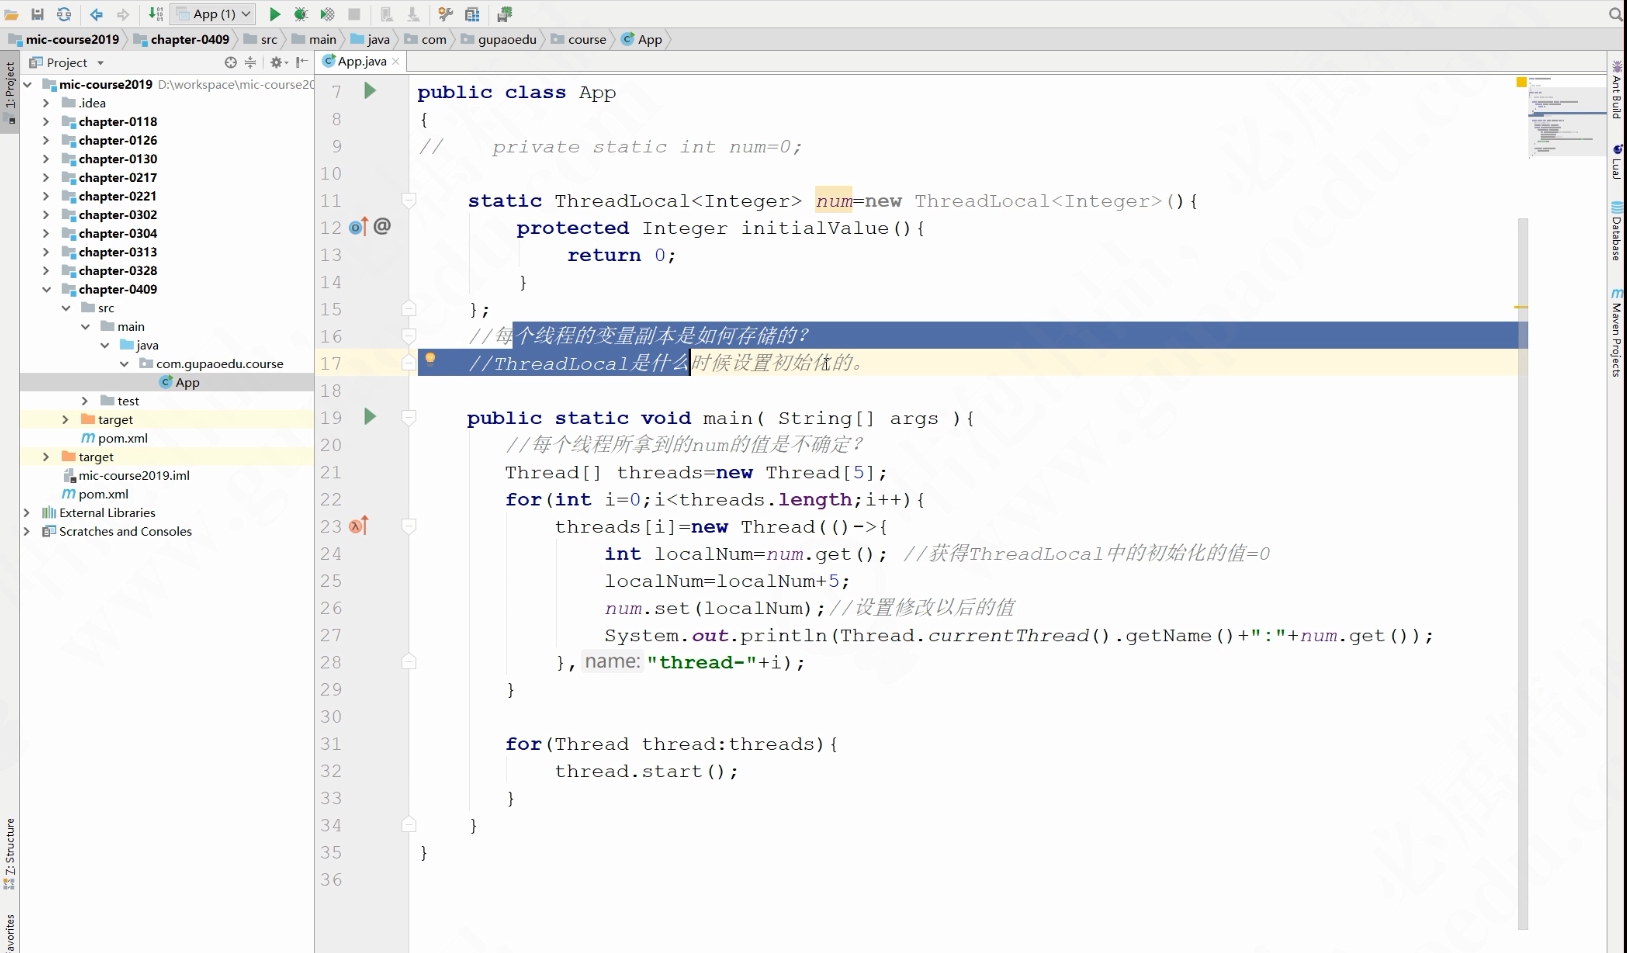 App (1)
mic-course2019 chapter-0409 src main java com gupaoedu course App
1: Project
Project
App.java
mic-course2019 D:\workspace\mic-course20
.idea
chapter-0118
chapter-0126
chapter-0130
chapter-0217
chapter-0221
chapter-0302
chapter-0304
chapter-0313
chapter-0328
chapter-0409
src
main
java
com.gupaoedu.course
App
test
target
pom.xml
target
mic-course2019.iml
pom.xml
External Libraries
Scratches and Consoles
7 public class App
8 {
9 // private static int num=0;
10
11 static ThreadLocal<Integer> num=new ThreadLocal<Integer>(){
12 @ protected Integer initialValue(){
13 return 0;
14 }
15 };
16 //每个线程的变量副本是如何存储的?
17 //ThreadLocal是什么时候设置初始化的。
18
19 public static void main( String[] args ){
20 //每个线程所拿到的num的值是不确定?
21 Thread[] threads=new Thread[5];
22 for(int i=0;i<threads.length;i++){
23 threads[i]=new Thread(()->{
24 int localNum=num.get(); //获得ThreadLocal中的初始化的值=0
25 localNum=localNum+5;
26 num.set(localNum);//设置修改以后的值
27 System.out.println(Thread.currentThread().getName()+":"+num.get());
28 }, name: "thread-"+i);
29 }
30
31 for(Thread thread:threads){
32 thread.start();
33 }
34 }
35 }
36
Z: Structure
avorites
Ant Build
LuaJ
Database
Maven Projects